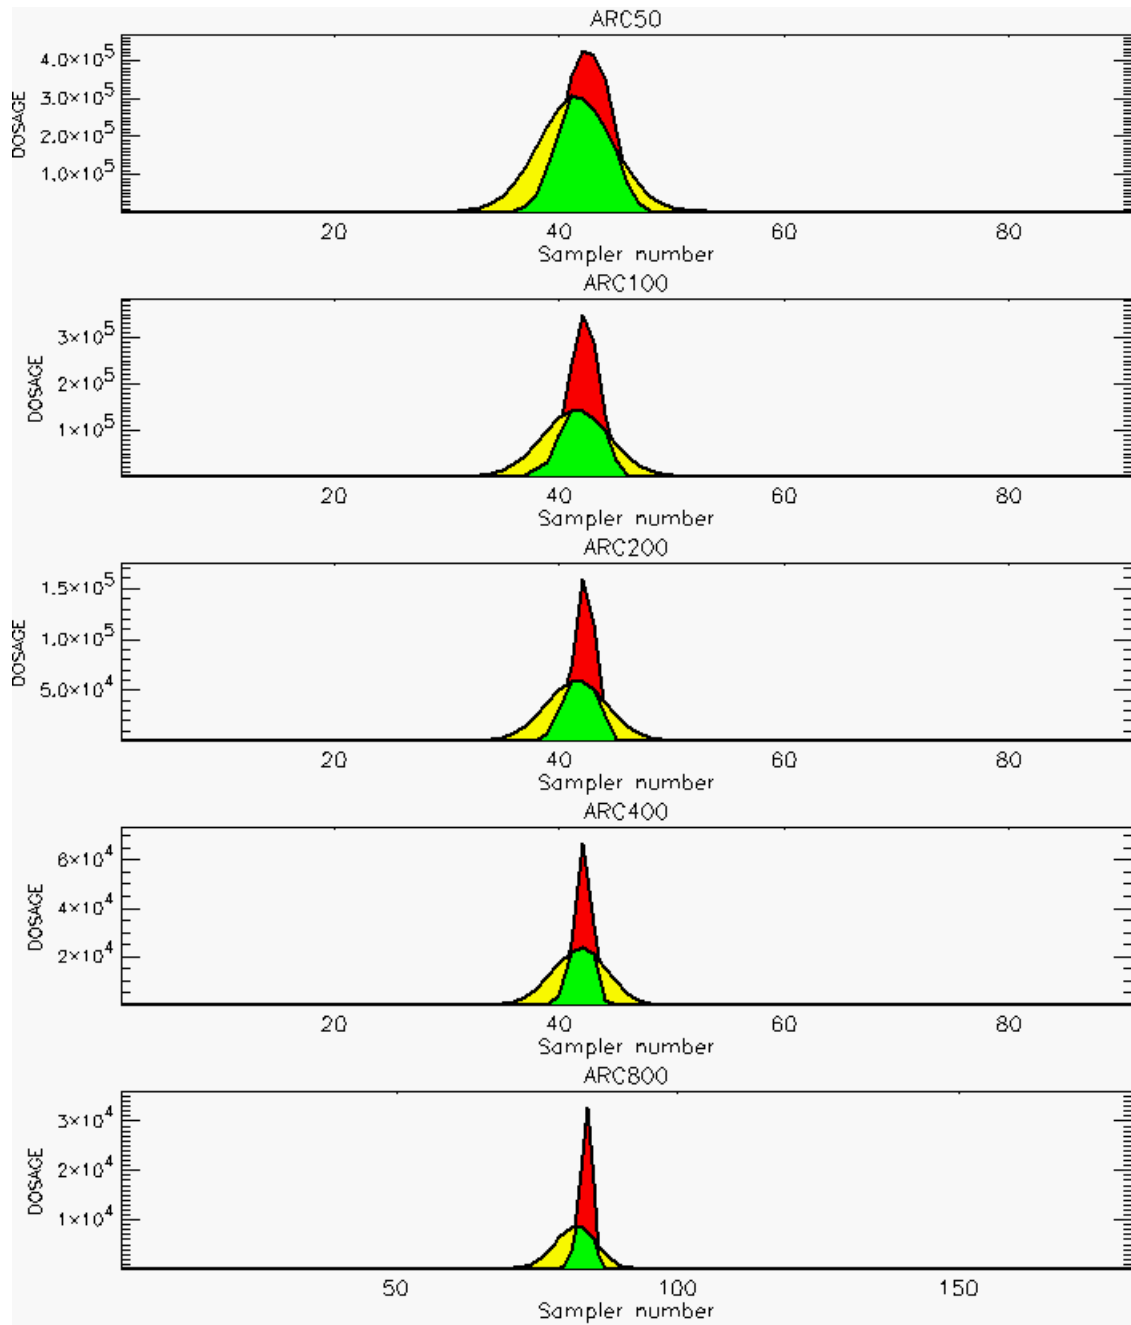 ARC50
4.0×10⁵
3.0×10⁵
2.0×10⁵
1.0×10⁵
DOSAGE
20 40 60 80
Sampler number
ARC100
3×10⁵
2×10⁵
1×10⁵
DOSAGE
20 40 60 80
Sampler number
ARC200
1.5×10⁵
1.0×10⁵
5.0×10⁴
DOSAGE
20 40 60 80
Sampler number
ARC400
6×10⁴
4×10⁴
2×10⁴
DOSAGE
20 40 60 80
Sampler number
ARC800
3×10⁴
2×10⁴
1×10⁴
DOSAGE
50 100 150
Sampler number